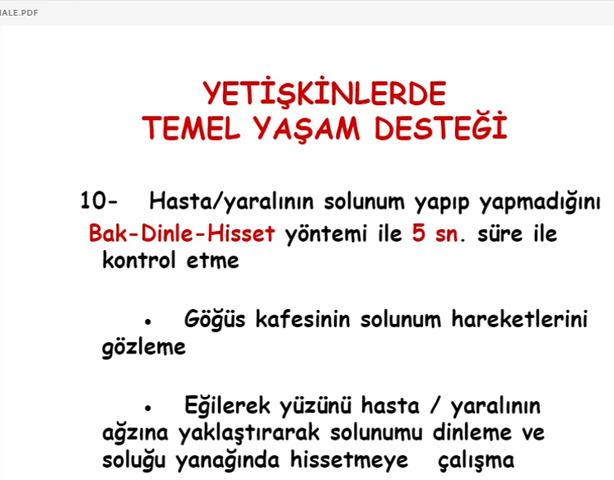 IALE.PDF
YETİŞKİNLERDE
TEMEL YAŞAM DESTEĞİ
10- Hasta/yaralının solunum yapıp yapmadığını
Bak-Dinle-Hisset yöntemi ile 5 sn. süre ile
kontrol etme
• Göğüs kafesinin solunum hareketlerini
gözleme
• Eğilerek yüzünü hasta / yaralının
ağzına yaklaştırarak solunumu dinleme ve
soluğu yanağında hissetmeye çalışma